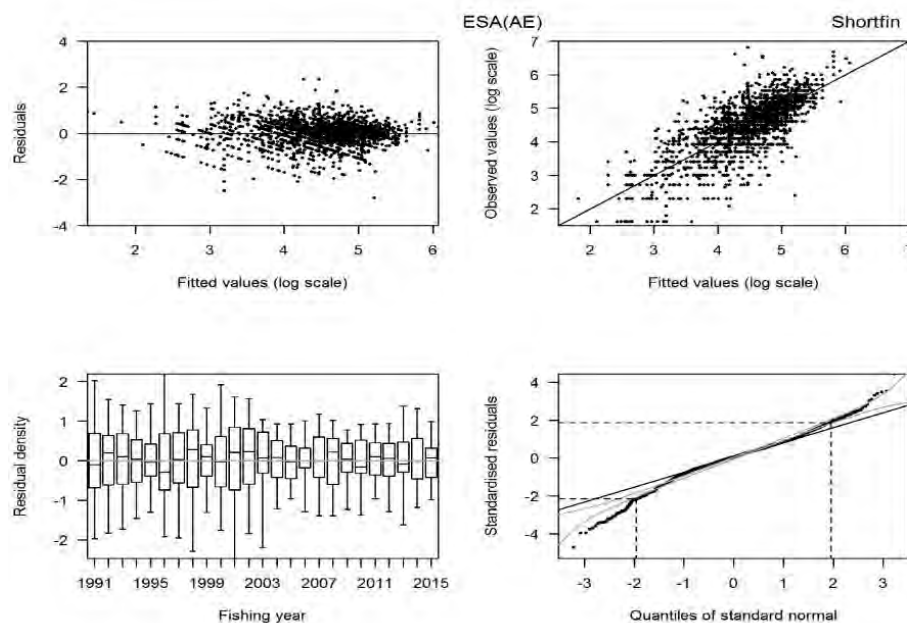 ESA(AE) Shortfin
4
2
0
-2
-4
Residuals
2 3 4 5 6
Fitted values (log scale)
7
6
5
4
3
2
Observed values (log scale)
2 3 4 5 6 7
Fitted values (log scale)
2
1
0
-1
-2
Residual density
1991 1995 1999 2003 2007 2011 2015
Fishing year
4
2
0
-2
-4
Standardised residuals
-3 -2 -1 0 1 2 3
Quantiles of standard normal